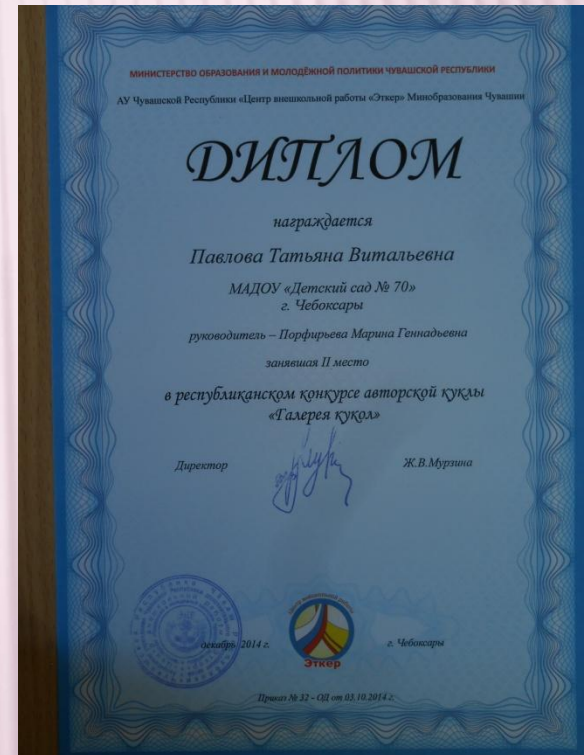 МИНИСТЕРСТВО ОБРАЗОВАНИЯ И МОЛОДЁЖНОЙ ПОЛИТИКИ ЧУВАШСКОЙ РЕСПУБЛИКИ
АУ Чувашской Республики «Центр внешкольной работы «Эткер» Минобразования Чувашии
ДИПЛОМ
награждается
Павлова Татьяна Витальевна
МАДОУ «Детский сад № 70»
г. Чебоксары
руководитель – Порфирьева Марина Геннадьевна
занявшая II место
в республиканском конкурсе авторской куклы
«Галерея кукол»
Директор Ж.В.Мурзина
2014 г. г. Чебоксары
Эткер
Приказ № 32 – ОД от 03.10.2014 г.